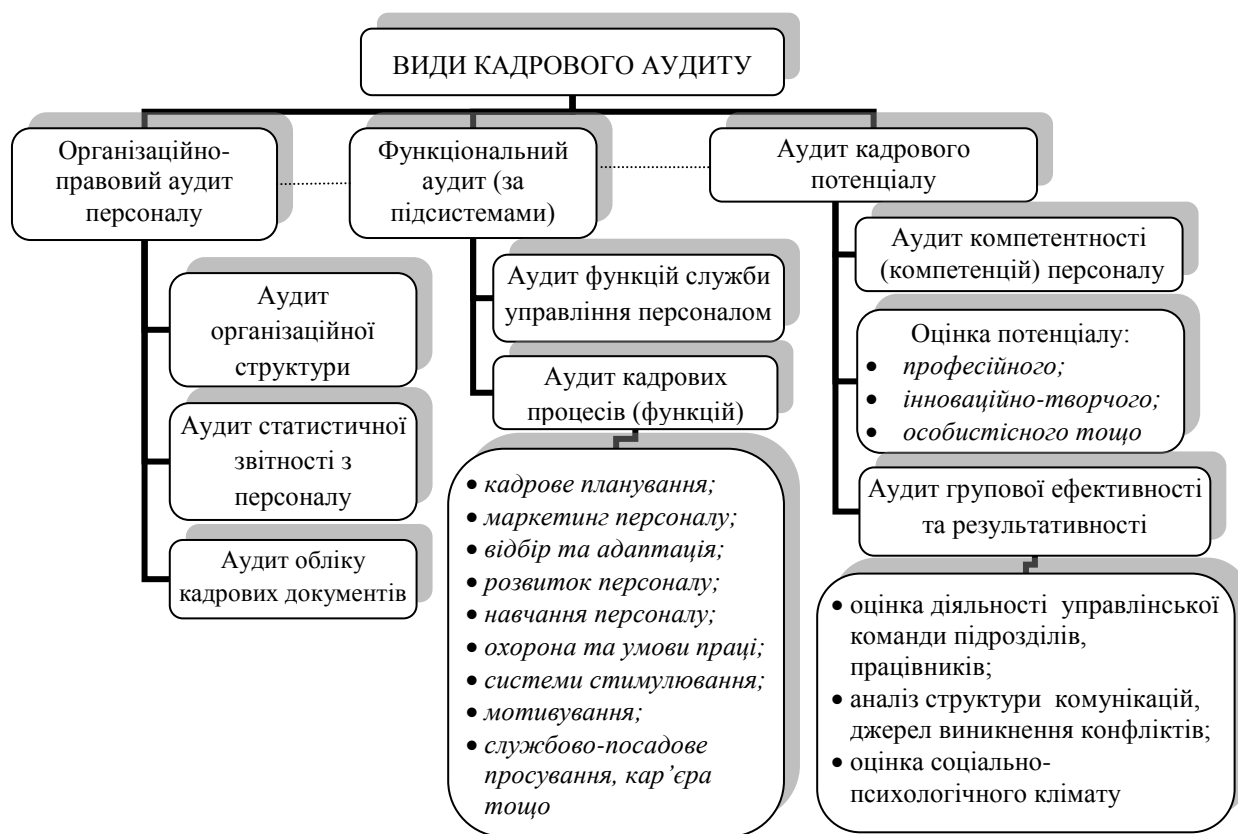 ВИДИ КАДРОВОГО АУДИТУ
Організаційно-
правовий аудит
персоналу
Функціональний
аудит (за
підсистемами)
Аудит кадрового
потенціалу
Аудит
організаційної
структури
Аудит статистичної
звітності з
персоналу
Аудит обліку
кадрових документів
Аудит функцій служби
управління персоналом
Аудит кадрових
процесів (функцій)
• кадрове планування;
• маркетинг персоналу;
• відбір та адаптація;
• розвиток персоналу;
• навчання персоналу;
• охорона та умови праці;
• системи стимулювання;
• мотивування;
• службово-посадове
просування, кар’єра
тощо
Аудит компетентності
(компетенцій) персоналу
Оцінка потенціалу:
• професійного;
• інноваційно-творчого;
• особистісного тощо
Аудит групової ефективності
та результативності
• оцінка діяльності управлінської
команди підрозділів,
працівників;
• аналіз структури комунікацій,
джерел виникнення конфліктів;
• оцінка соціально-
психологічного клімату